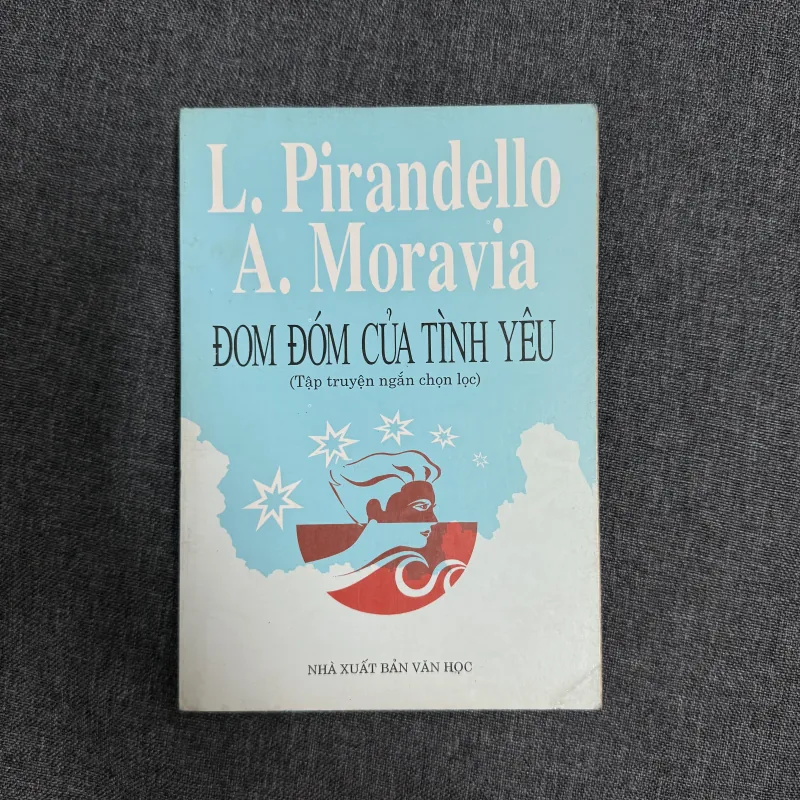 L. Pirandello
A. Moravia
ĐOM ĐÓM CỦA TÌNH YÊU
(Tập truyện ngắn chọn lọc)
NHÀ XUẤT BẢN VĂN HỌC